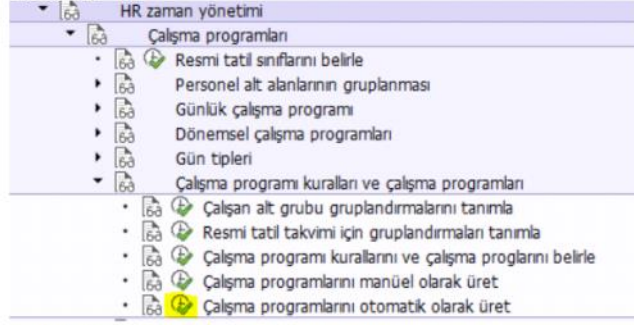 HR zaman yönetimi
Çalışma programları
Resmi tatil sınıflarını belirle
Personel alt alanlarının gruplanması
Günlük çalışma programı
Dönemsel çalışma programları
Gün tipleri
Çalışma programı kuralları ve çalışma programları
Çalışan alt grubu gruplandırmalarını tanımla
Resmi tatil takvimi için gruplandırmaları tanımla
Çalışma programı kurallarını ve çalışma proglarını belirle
Çalışma programlarını manüel olarak üret
Çalışma programlarını otomatik olarak üret